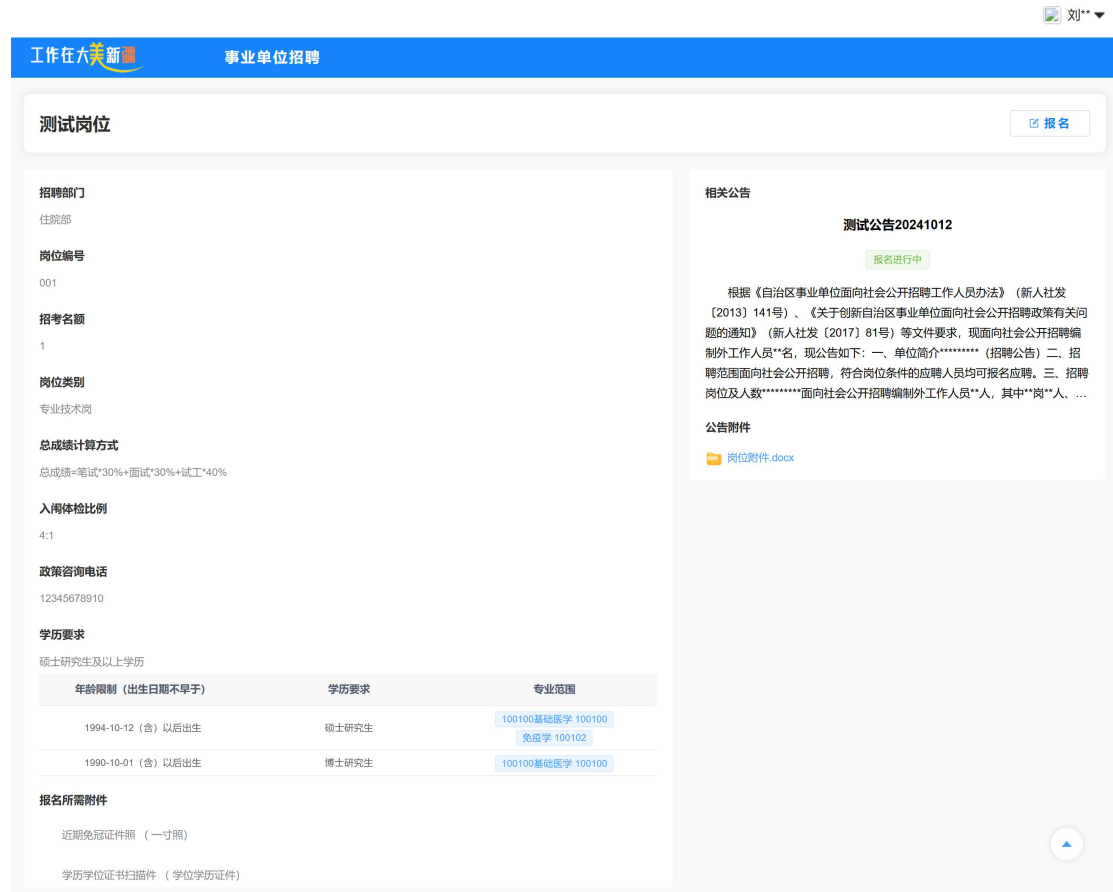 刘**
工作在大美新疆
事业单位招聘
测试岗位
报名
招聘部门
住院部
岗位编号
001
招考名额
1
岗位类别
专业技术岗
总成绩计算方式
总成绩=笔试*30%+面试*30%+试工*40%
入闱体检比例
4:1
政策咨询电话
12345678910
学历要求
硕士研究生及以上学历
年龄限制（出生日期不早于） 学历要求 专业范围
1994-10-12（含）以后出生 硕士研究生 100100基础医学 100100
免疫学 100102
1990-10-01（含）以后出生 博士研究生 100100基础医学 100100
报名所需附件
近期免冠证件照 （ 一寸照）
学历学位证书扫描件 （ 学位学历证件）
相关公告
测试公告20241012
报名进行中
根据《自治区事业单位面向社会公开招聘工作人员办法》（新人社发
〔2013〕141号）、《关于创新自治区事业单位面向社会公开招聘政策有关问
题的通知》（新人社发〔2017〕81号）等文件要求，现面向社会公开招聘编
制外工作人员**名，现公告如下：一、单位简介*********（招聘公告）二、招
聘范围面向社会公开招聘，符合岗位条件的应聘人员均可报名应聘。三、招聘
岗位及人数*********面向社会公开招聘编制外工作人员**人，其中**岗**人、…
公告附件
岗位附件.docx